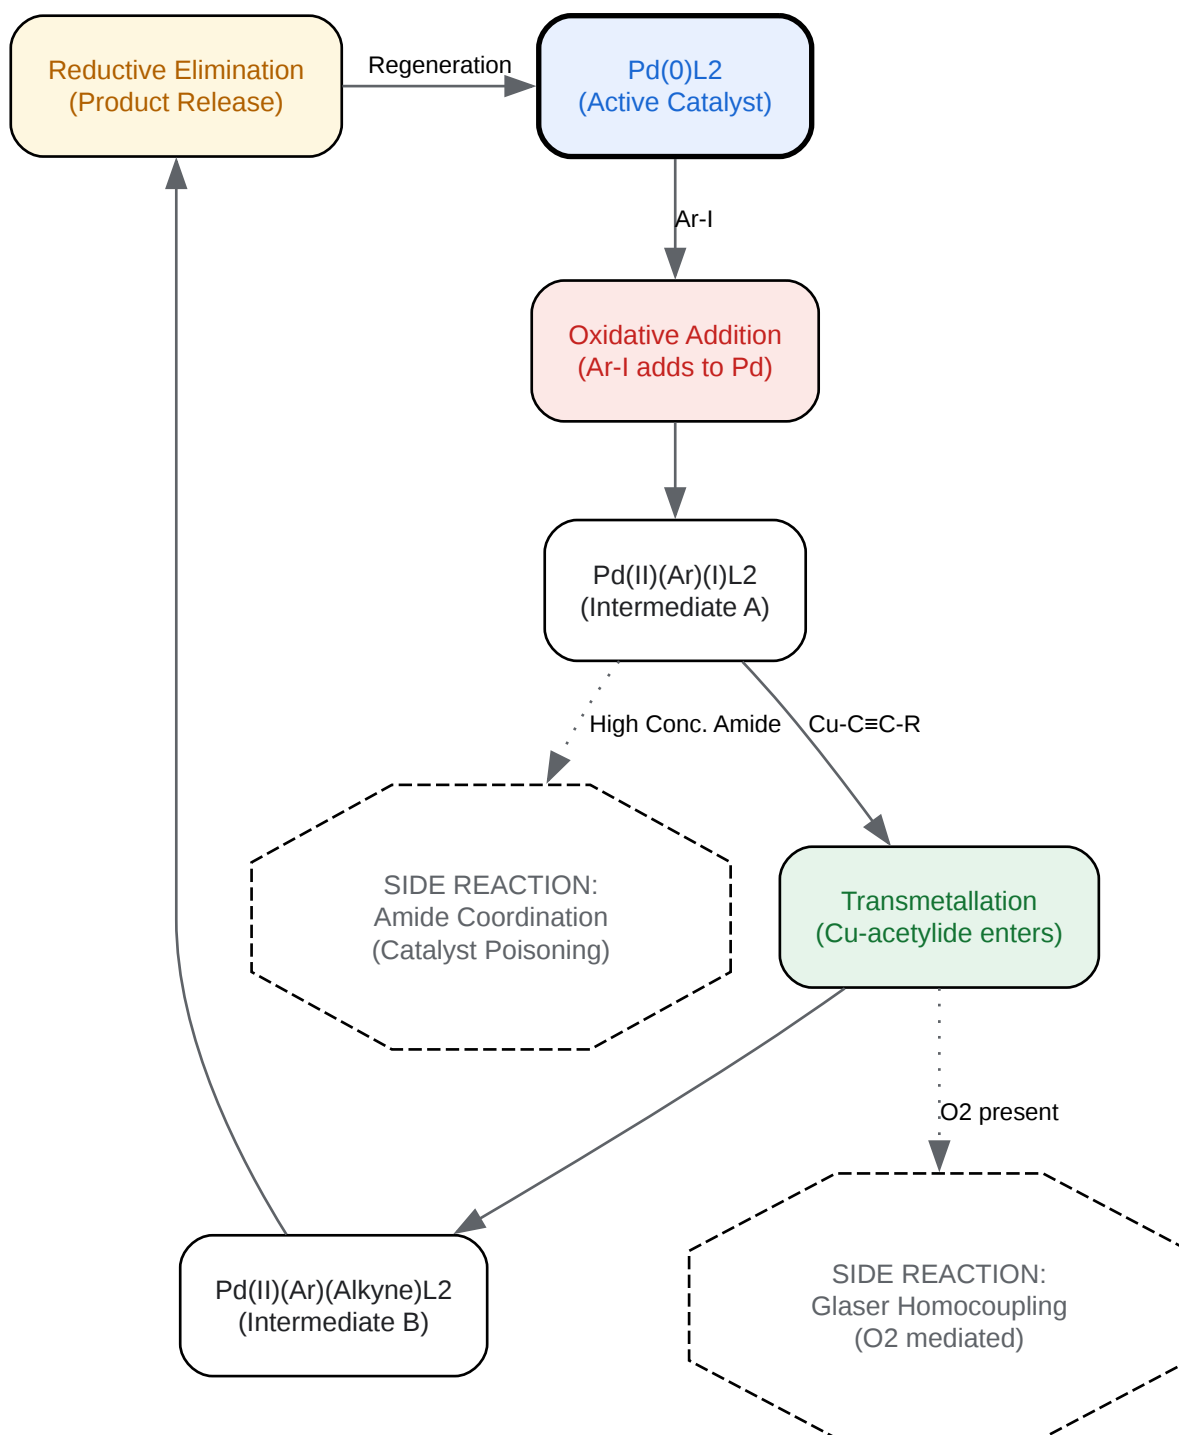 Reductive Elimination
(Product Release)
Regeneration
Pd(0)L2
(Active Catalyst)
Ar-I
Oxidative Addition
(Ar-I adds to Pd)
Pd(II)(Ar)(I)L2
(Intermediate A)
High Conc. Amide
Cu-C≡C-R
SIDE REACTION:
Amide Coordination
(Catalyst Poisoning)
Transmetallation
(Cu-acetylide enters)
O2 present
Pd(II)(Ar)(Alkyne)L2
(Intermediate B)
SIDE REACTION:
Glaser Homocoupling
(O2 mediated)